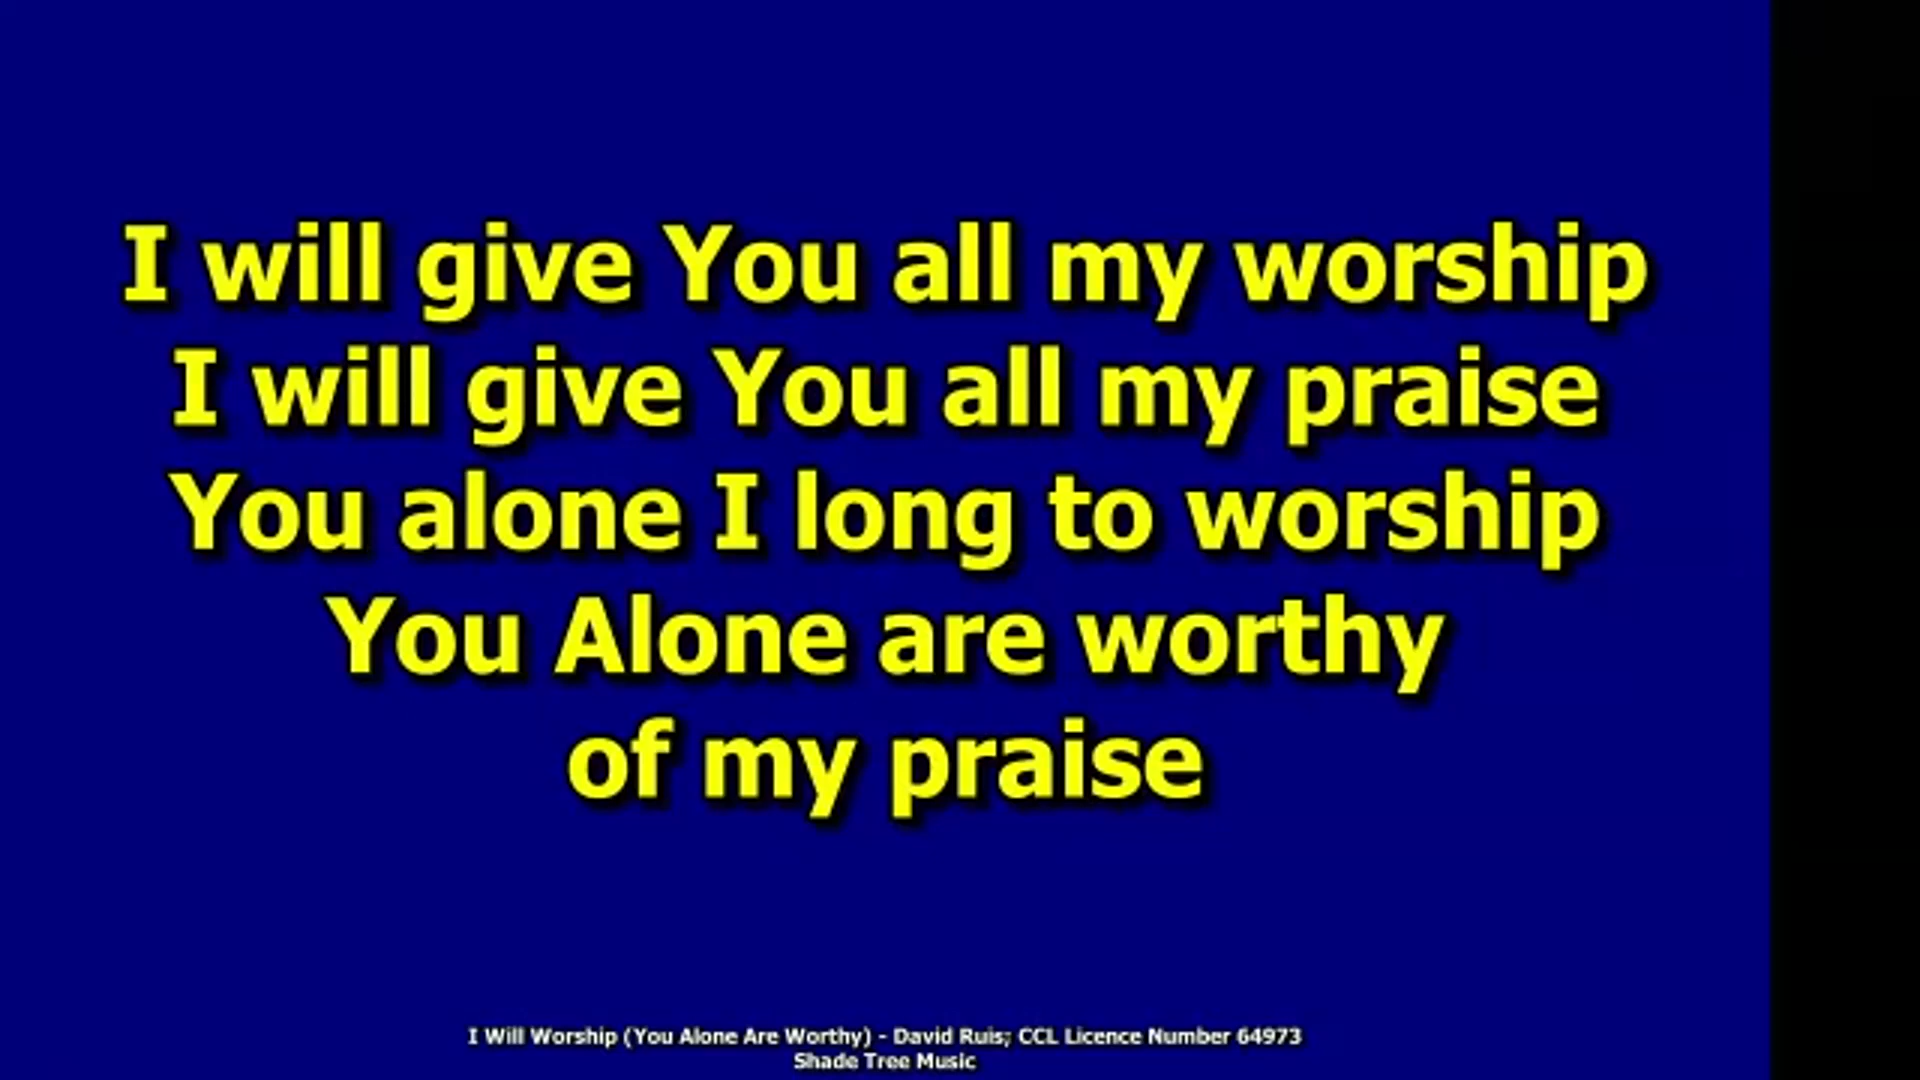 I will give You all my worship
I will give You all my praise
You alone I long to worship
You Alone are worthy
of my praise
I Will Worship (You Alone Are Worthy) - David Ruis; CCL Licence Number 64973
Shade Tree Music